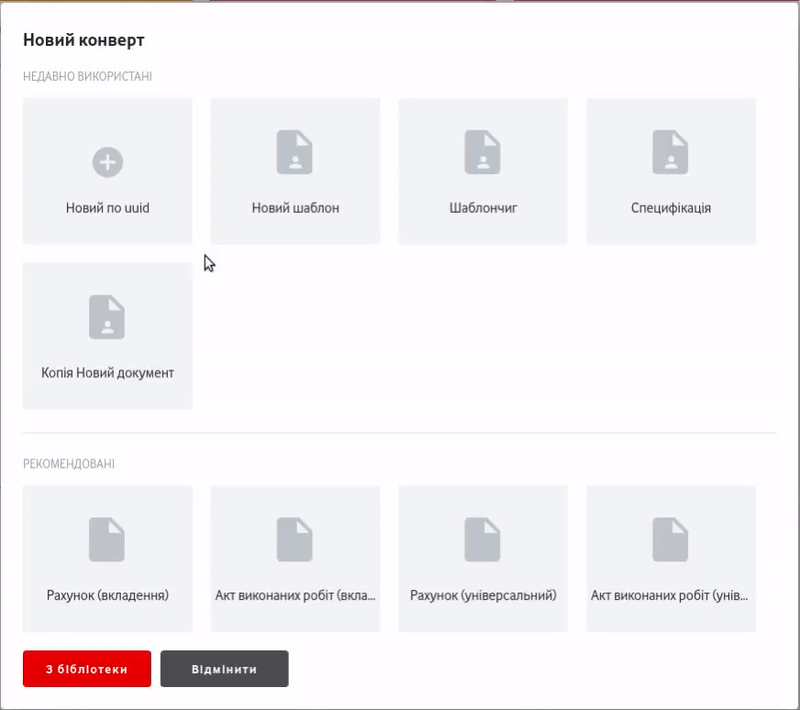 Новий конверт
НЕДАВНО ВИКОРИСТАНІ
Новий по uuid
Новий шаблон
Шаблончиг
Специфікація
Копія Новий документ
РЕКОМЕНДОВАНІ
Рахунок (вкладення)
Акт виконаних робіт (вкла...
Рахунок (універсальний)
Акт виконаних робіт (унів...
З бібліотеки
Відмінити